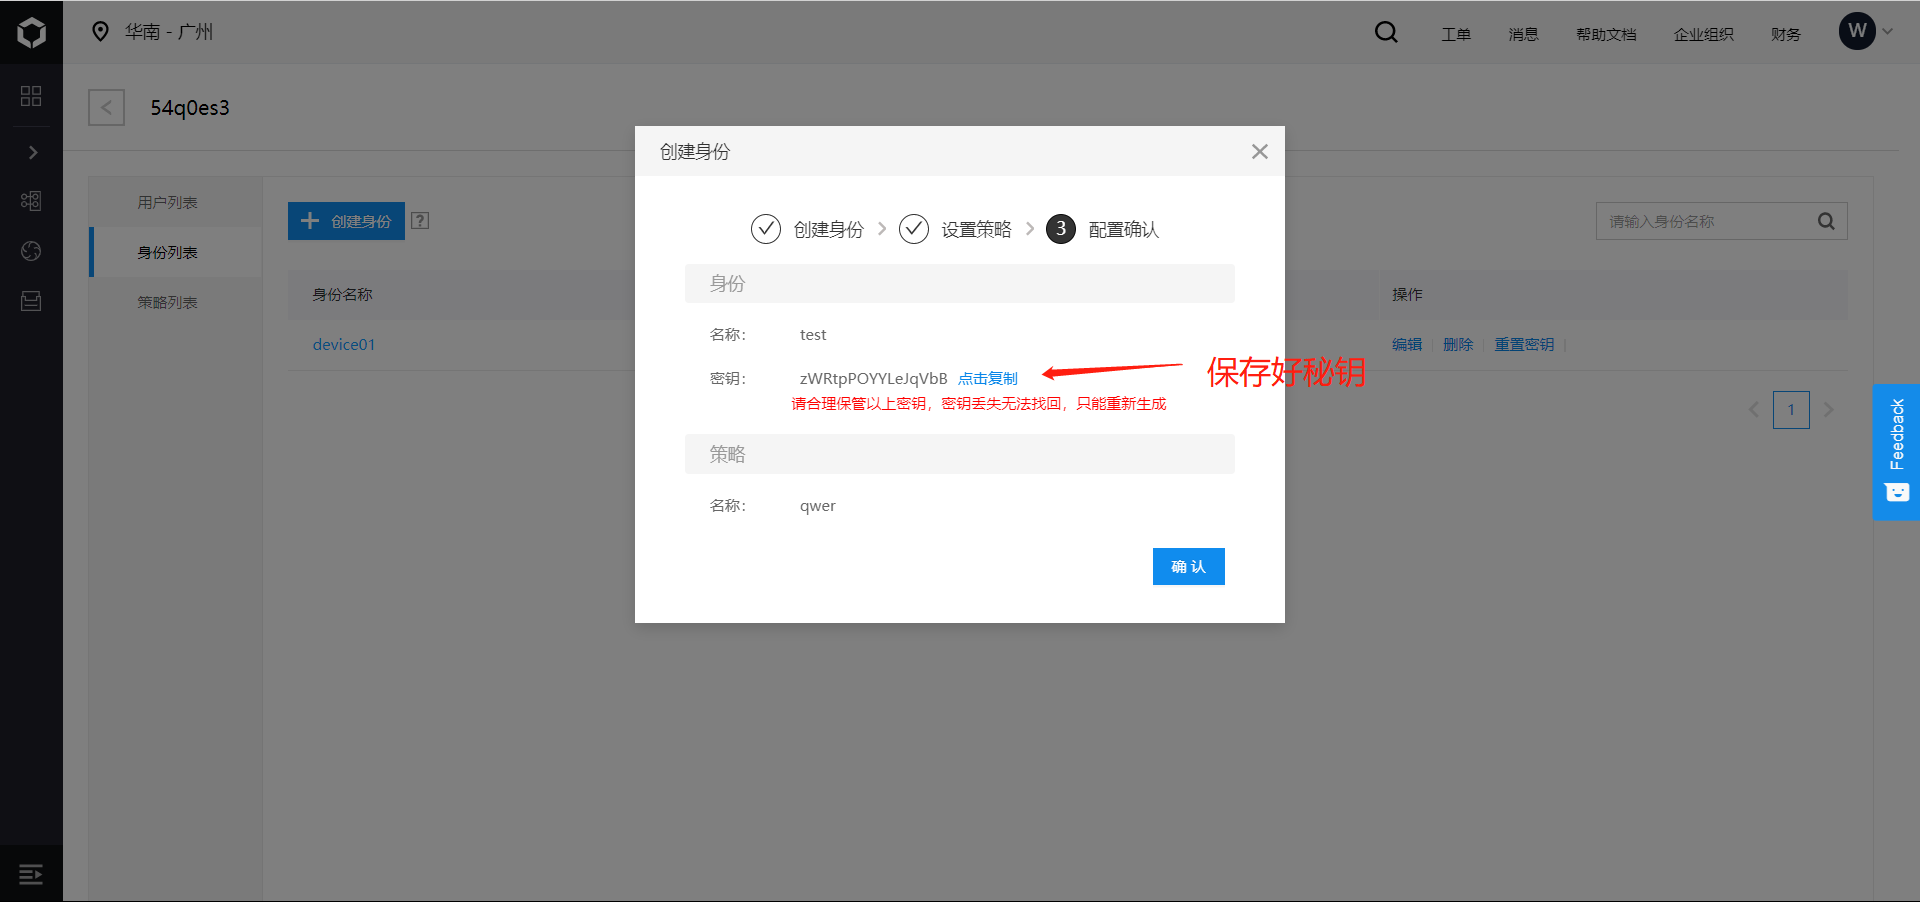 华南 - 广州
工单
消息
帮助文档
企业组织
财务
W
54q0es3
用户列表
身份列表
策略列表
创建身份
?
请输入身份名称
身份名称
操作
device01
编辑
删除
重置密钥
1
创建身份
创建身份
设置策略
3 配置确认
身份
名称： test
密钥： zWRtpPOYYLeJqVbB 点击复制
请合理保管以上密钥，密钥丢失无法找回，只能重新生成
保存好秘钥
策略
名称： qwer
确 认
Feedback